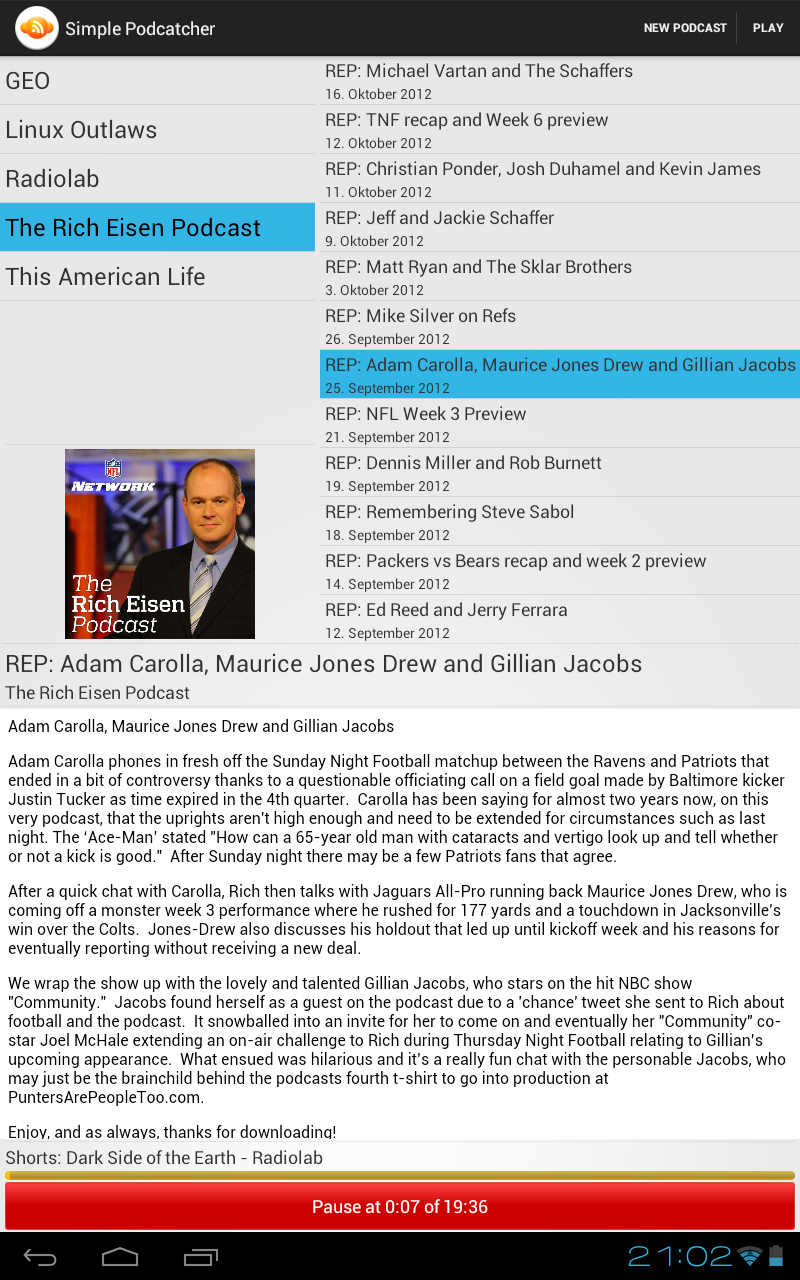 Simple Podcatcher
NEW PODCAST
PLAY
GEO
Linux Outlaws
Radiolab
The Rich Eisen Podcast
This American Life
REP: Michael Vartan and The Schaffers
16. Oktober 2012
REP: TNF recap and Week 6 preview
12. Oktober 2012
REP: Christian Ponder, Josh Duhamel and Kevin James
11. Oktober 2012
REP: Jeff and Jackie Schaffer
9. Oktober 2012
REP: Matt Ryan and The Sklar Brothers
3. Oktober 2012
REP: Mike Silver on Refs
26. September 2012
REP: Adam Carolla, Maurice Jones Drew and Gillian Jacobs
25. September 2012
REP: NFL Week 3 Preview
21. September 2012
REP: Dennis Miller and Rob Burnett
19. September 2012
REP: Remembering Steve Sabol
18. September 2012
REP: Packers vs Bears recap and week 2 preview
14. September 2012
REP: Ed Reed and Jerry Ferrara
12. September 2012
NFL
NETWORK
The
Rich Eisen
Podcast
REP: Adam Carolla, Maurice Jones Drew and Gillian Jacobs
The Rich Eisen Podcast
Adam Carolla, Maurice Jones Drew and Gillian Jacobs
Adam Carolla phones in fresh off the Sunday Night Football matchup between the Ravens and Patriots that
ended in a bit of controversy thanks to a questionable officiating call on a field goal made by Baltimore kicker
Justin Tucker as time expired in the 4th quarter.  Carolla has been saying for almost two years now, on this
very podcast, that the uprights aren't high enough and need to be extended for circumstances such as last
night. The ‘Ace-Man’ stated "How can a 65-year old man with cataracts and vertigo look up and tell whether
or not a kick is good."  After Sunday night there may be a few Patriots fans that agree.
After a quick chat with Carolla, Rich then talks with Jaguars All-Pro running back Maurice Jones Drew, who is
coming off a monster week 3 performance where he rushed for 177 yards and a touchdown in Jacksonville's
win over the Colts.  Jones-Drew also discusses his holdout that led up until kickoff week and his reasons for
eventually reporting without receiving a new deal.
We wrap the show up with the lovely and talented Gillian Jacobs, who stars on the hit NBC show
"Community."  Jacobs found herself as a guest on the podcast due to a 'chance' tweet she sent to Rich about
football and the podcast.  It snowballed into an invite for her to come on and eventually her "Community" co-
star Joel McHale extending an on-air challenge to Rich during Thursday Night Football relating to Gillian's
upcoming appearance.  What ensued was hilarious and it's a really fun chat with the personable Jacobs, who
may just be the brainchild behind the podcasts fourth t-shirt to go into production at
PuntersArePeopleToo.com.
Enjoy, and as always, thanks for downloading!
Shorts: Dark Side of the Earth - Radiolab
Pause at 0:07 of 19:36
21:02